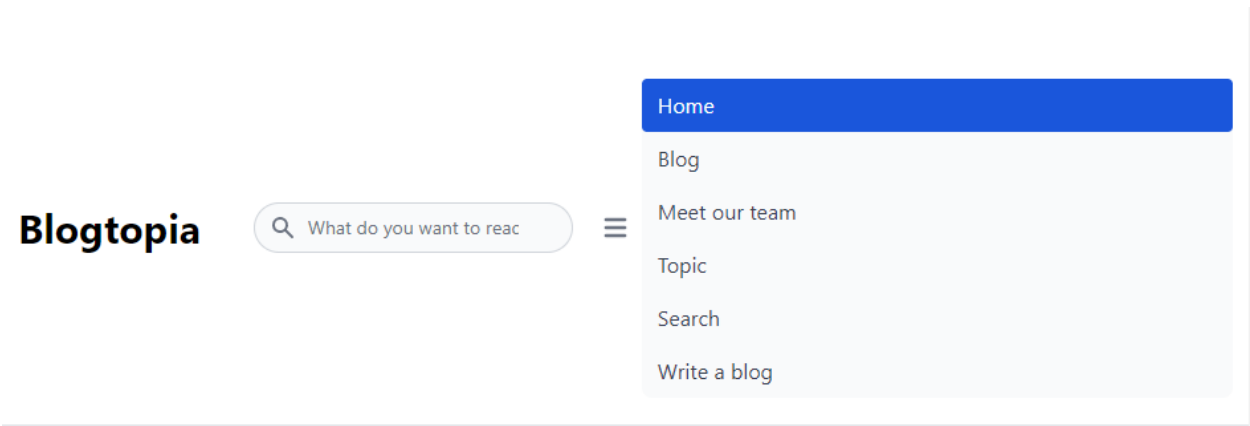 Blogtopia
What do you want to reac
Home
Blog
Meet our team
Topic
Search
Write a blog